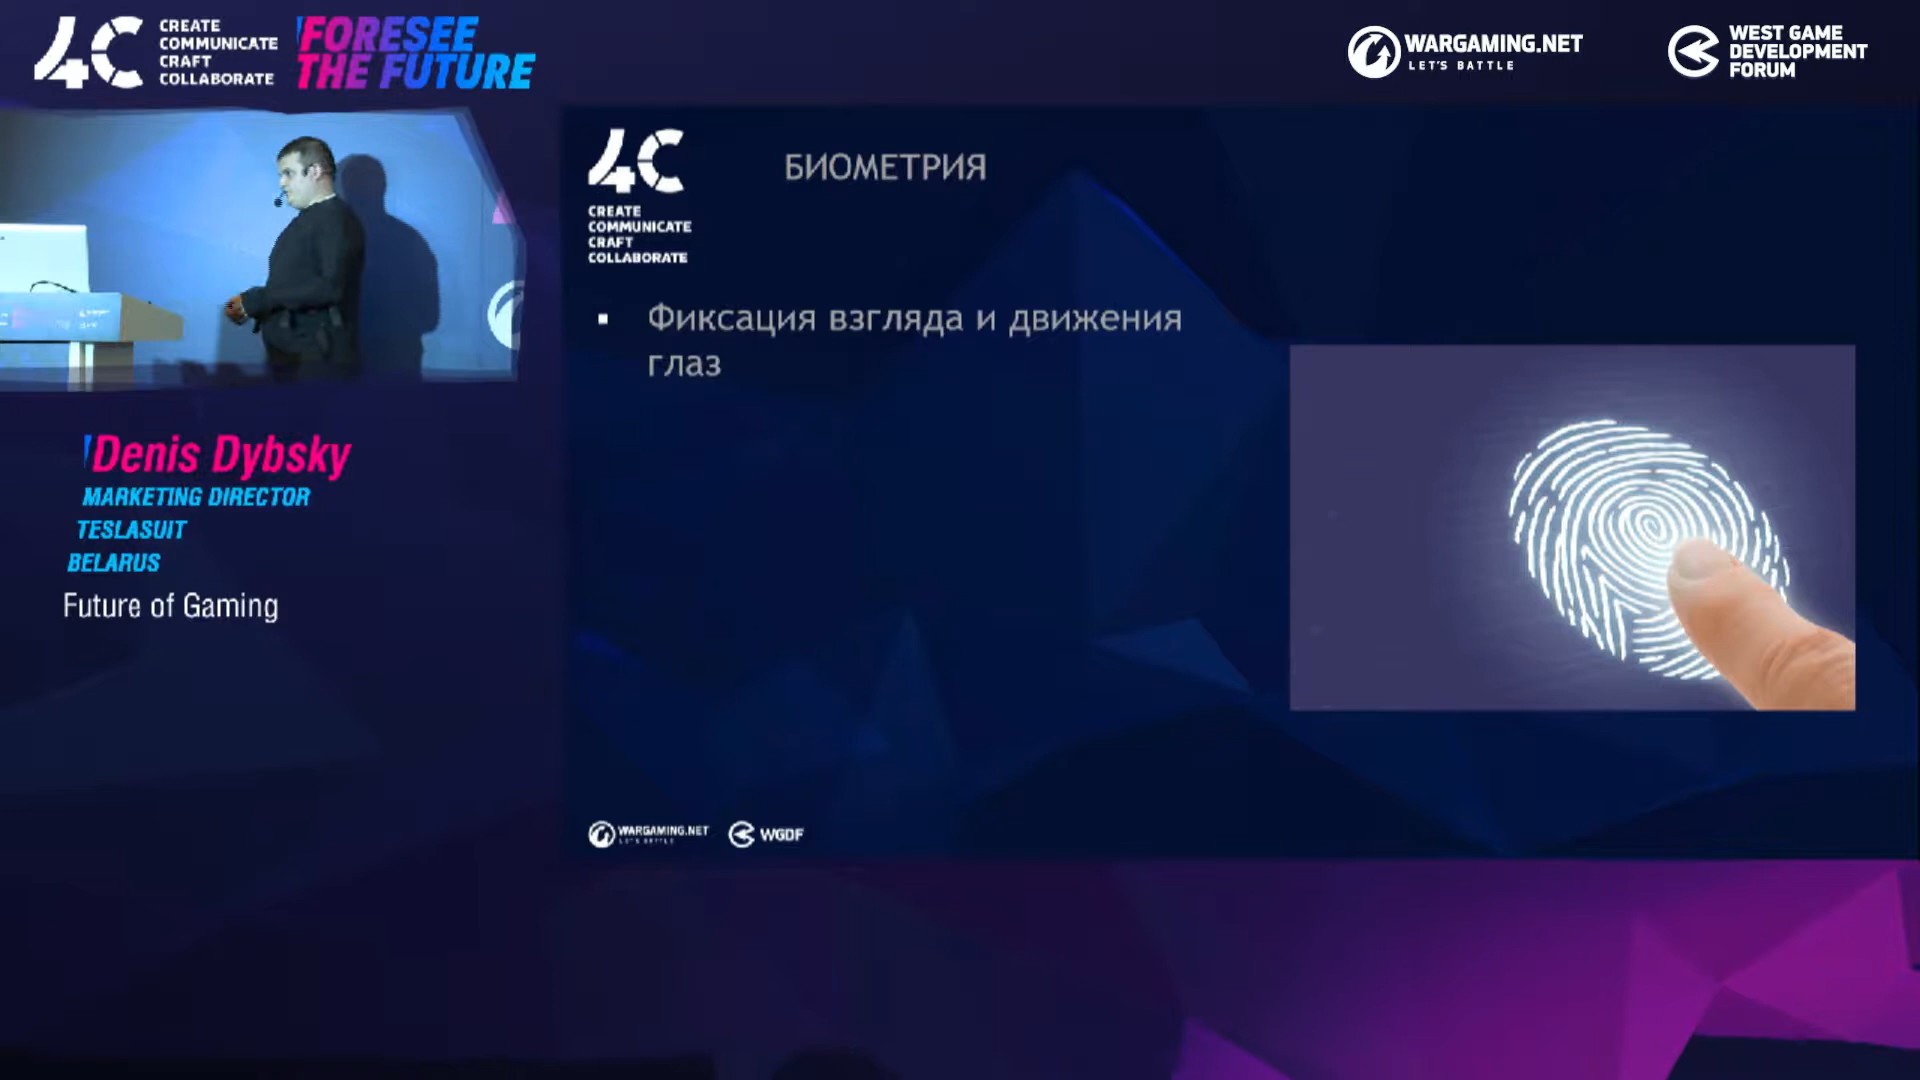 4C
CREATE
COMMUNICATE
CRAFT
COLLABORATE
FORESEE
THE FUTURE
WARGAMING.NET
LET'S BATTLE
WEST GAME
DEVELOPMENT
FORUM
4C
CREATE
COMMUNICATE
CRAFT
COLLABORATE
БИОМЕТРИЯ
Фиксация взгляда и движения
глаз
Denis Dybsky
MARKETING DIRECTOR
TESLASUIT
BELARUS
Future of Gaming
WARGAMING.NET
LET'S BATTLE
WGDF